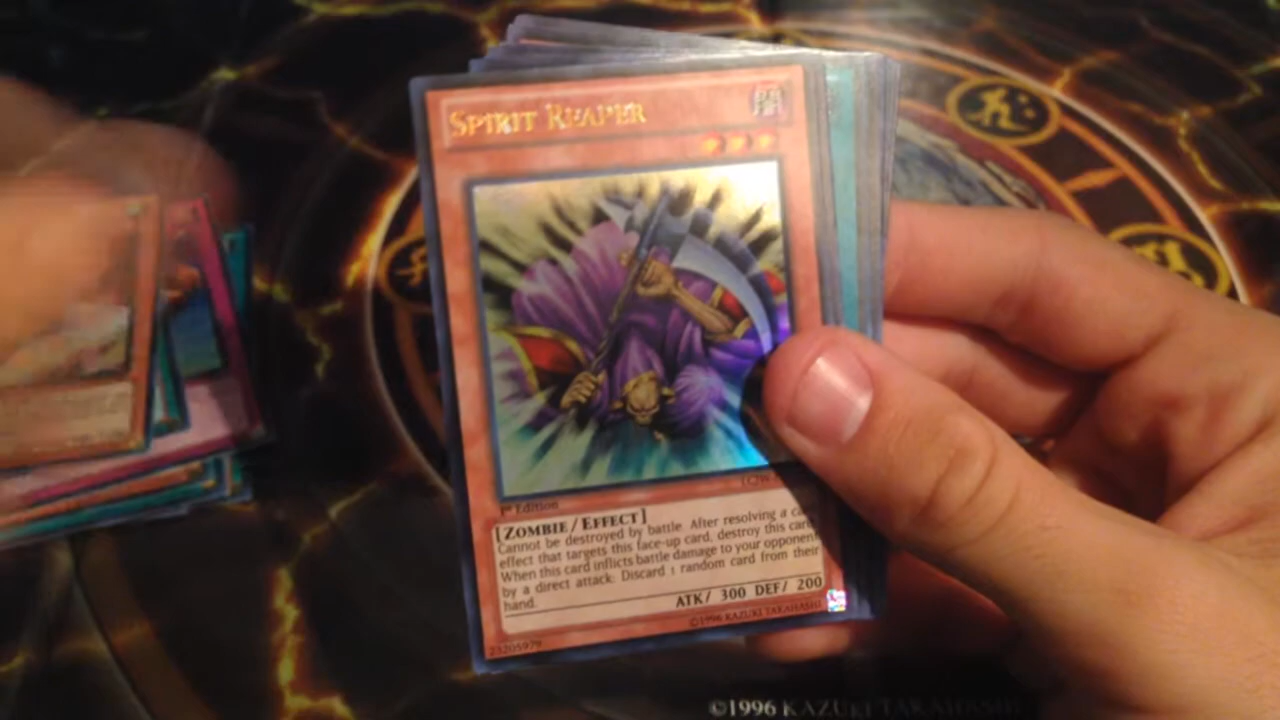 SPIRIT REAPER
1st Edition
[ZOMBIE/EFFECT]
Cannot be destroyed by battle. After resolving a
effect that targets this face-up card, destroy this card.
When this card inflicts battle damage to your opponent
by a direct attack: Discard 1 random card from their
hand.
ATK/ 300 DEF/ 200
©1996 KAZUKI TAKAHASHI
23205979
©1996 KAZUKI TAKAHASHI